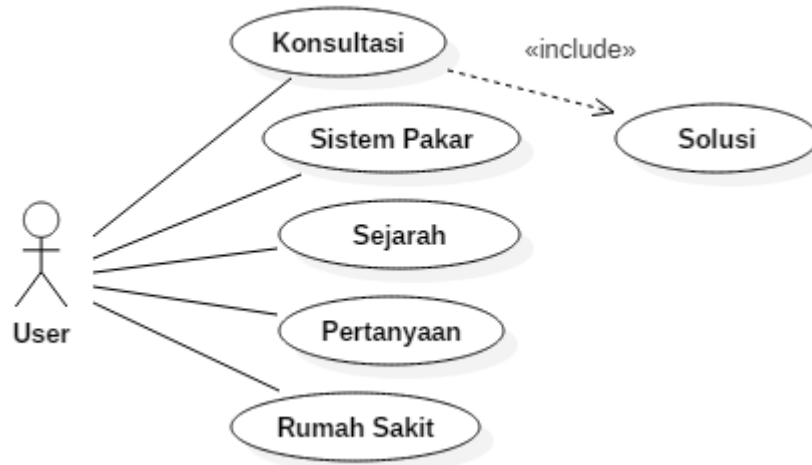 Konsultasi
«include»
Sistem Pakar
Solusi
Sejarah
User
Pertanyaan
Rumah Sakit